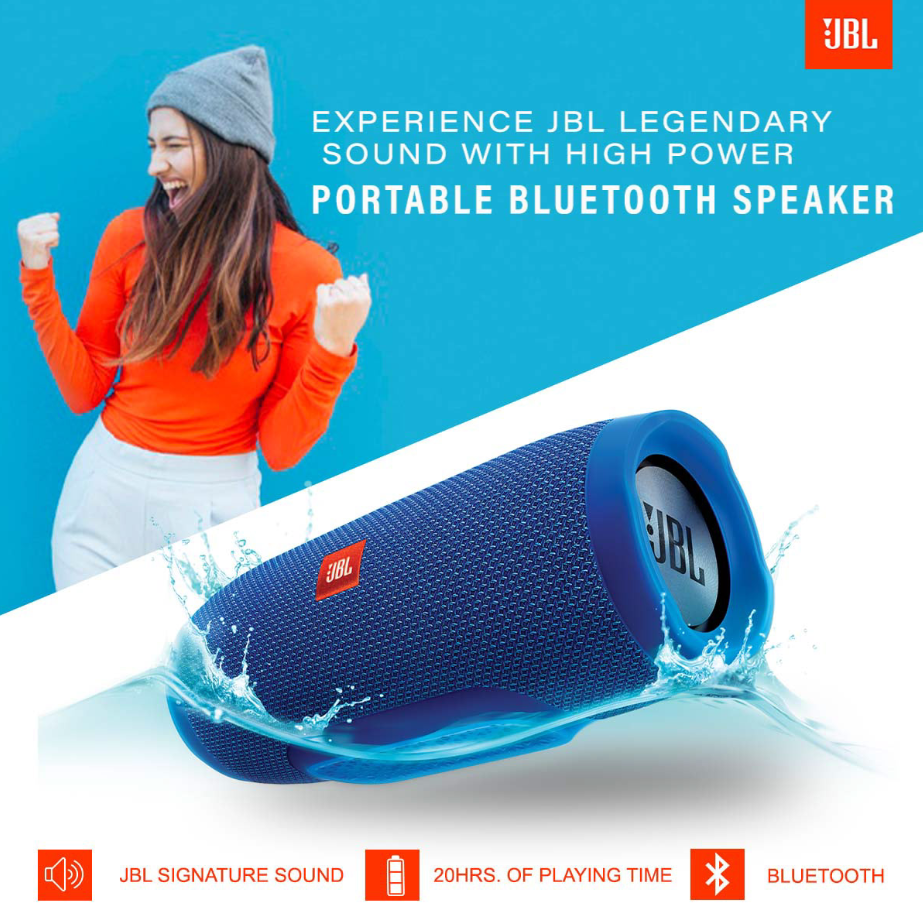 JBL
EXPERIENCE JBL LEGENDARY
SOUND WITH HIGH POWER
PORTABLE BLUETOOTH SPEAKER
JBL
JBL
JBL SIGNATURE SOUND
20HRS. OF PLAYING TIME
BLUETOOTH